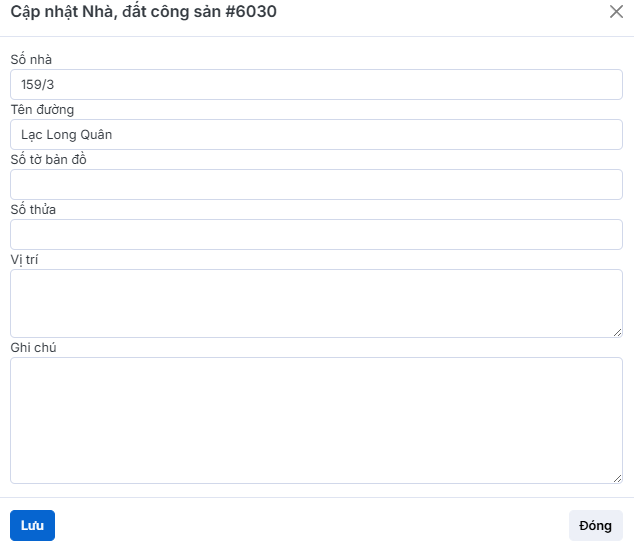 Cập nhật Nhà, đất công sản #6030
Số nhà
159/3
Tên đường
Lạc Long Quân
Số tờ bản đồ
Số thửa
Vị trí
Ghi chú
Lưu
Đóng